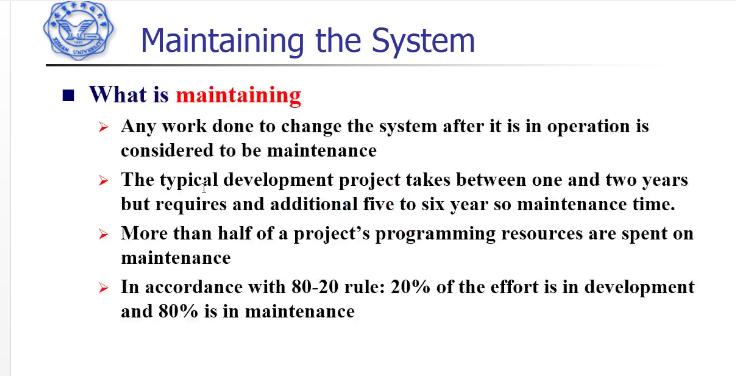 Maintaining the System
What is maintaining
Any work done to change the system after it is in operation is
considered to be maintenance
The typical development project takes between one and two years
but requires and additional five to six year so maintenance time.
More than half of a project's programming resources are spent on
maintenance
In accordance with 80-20 rule: 20% of the effort is in development
and 80% is in maintenance